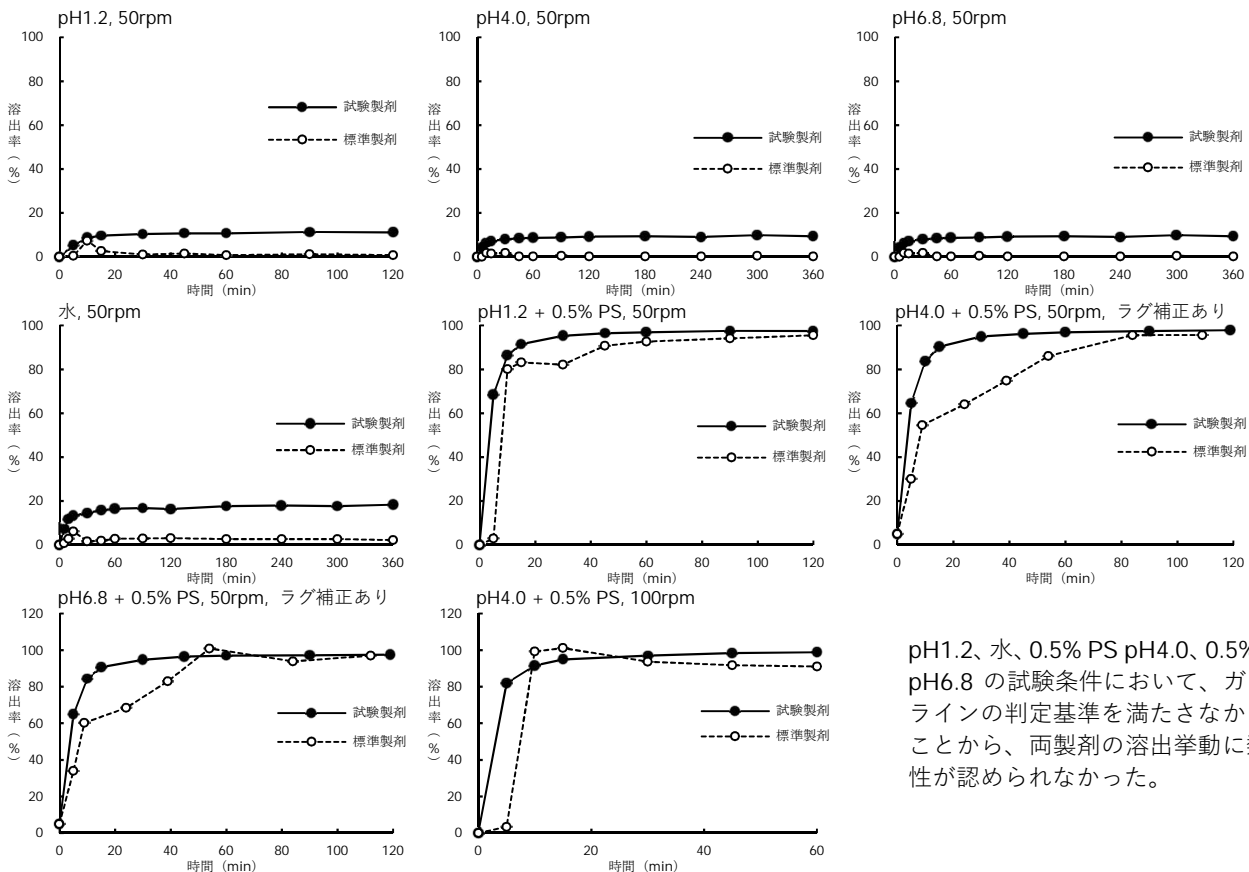 pH1.2, 50rpm
100
80
60
40
20
0
溶出率(%)
試験製剤
標準製剤
0 20 40 60 80 100 120
時間 (min)
pH4.0, 50rpm
100
80
60
40
20
0
溶出率(%)
試験製剤
標準製剤
0 60 120 180 240 300 360
時間 (min)
pH6.8, 50rpm
100
80
60
40
20
0
溶出率(%)
試験製剤
標準製剤
0 60 120 180 240 300 360
時間 (min)
水, 50rpm
100
80
60
40
20
0
溶出率(%)
試験製剤
標準製剤
0 60 120 180 240 300 360
時間 (min)
pH1.2 + 0.5% PS, 50rpm
100
80
60
40
20
0
溶出率(%)
試験製剤
標準製剤
0 20 40 60 80 100 120
時間 (min)
pH4.0 + 0.5% PS, 50rpm, ラグ補正あり
100
80
60
40
20
0
溶出率(%)
試験製剤
標準製剤
0 20 40 60 80 100 120
時間 (min)
pH6.8 + 0.5% PS, 50rpm, ラグ補正あり
120
100
80
60
40
20
0
溶出率(%)
試験製剤
標準製剤
0 20 40 60 80 100 120
時間 (min)
pH4.0 + 0.5% PS, 100rpm
120
100
80
60
40
20
0
溶出率(%)
試験製剤
標準製剤
0 20 40 60
時間 (min)
pH1.2、水、0.5% PS pH4.0、0.5%
pH6.8 の試験条件において、ガ
ラインの判定基準を満たさなか
ことから、両製剤の溶出挙動に
性が認められなかった。